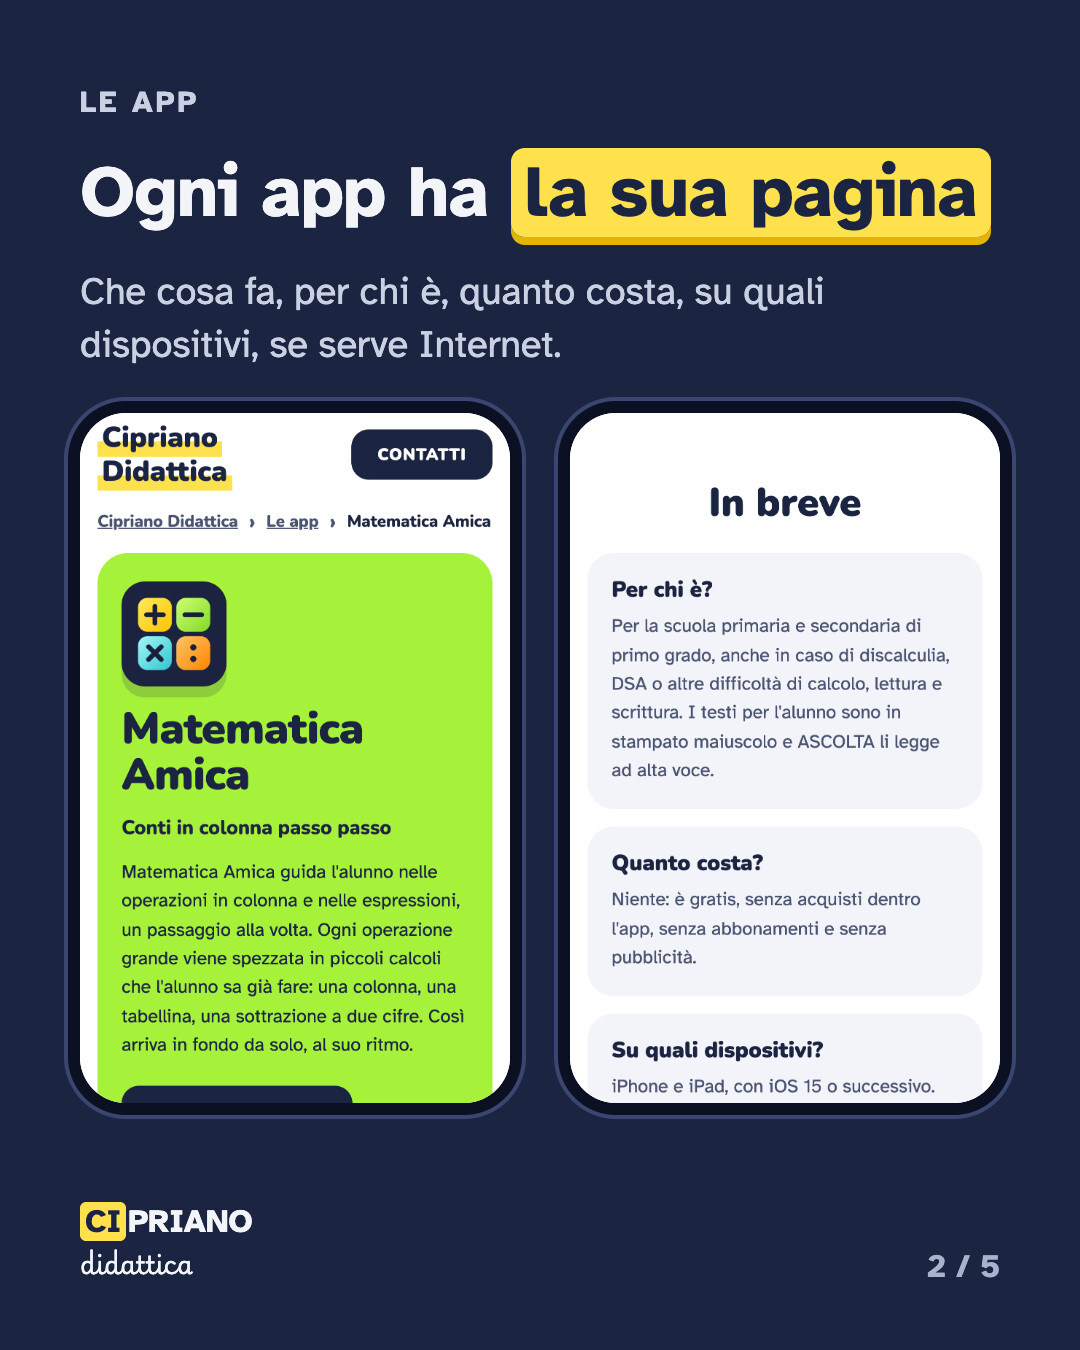 LE APP
Ogni app ha la sua pagina
Che cosa fa, per chi è, quanto costa, su quali
dispositivi, se serve Internet.
Cipriano
Didattica
CONTATTI
Cipriano Didattica › Le app › Matematica Amica
Matematica
Amica
Conti in colonna passo passo
Matematica Amica guida l'alunno nelle
operazioni in colonna e nelle espressioni,
un passaggio alla volta. Ogni operazione
grande viene spezzata in piccoli calcoli
che l'alunno sa già fare: una colonna, una
tabellina, una sottrazione a due cifre. Così
arriva in fondo da solo, al suo ritmo.
In breve
Per chi è?
Per la scuola primaria e secondaria di
primo grado, anche in caso di discalculia,
DSA o altre difficoltà di calcolo, lettura e
scrittura. I testi per l'alunno sono in
stampato maiuscolo e ASCOLTA li legge
ad alta voce.
Quanto costa?
Niente: è gratis, senza acquisti dentro
l'app, senza abbonamenti e senza
pubblicità.
Su quali dispositivi?
iPhone e iPad, con iOS 15 o successivo.
CIPRIANO
didattica
2 / 5